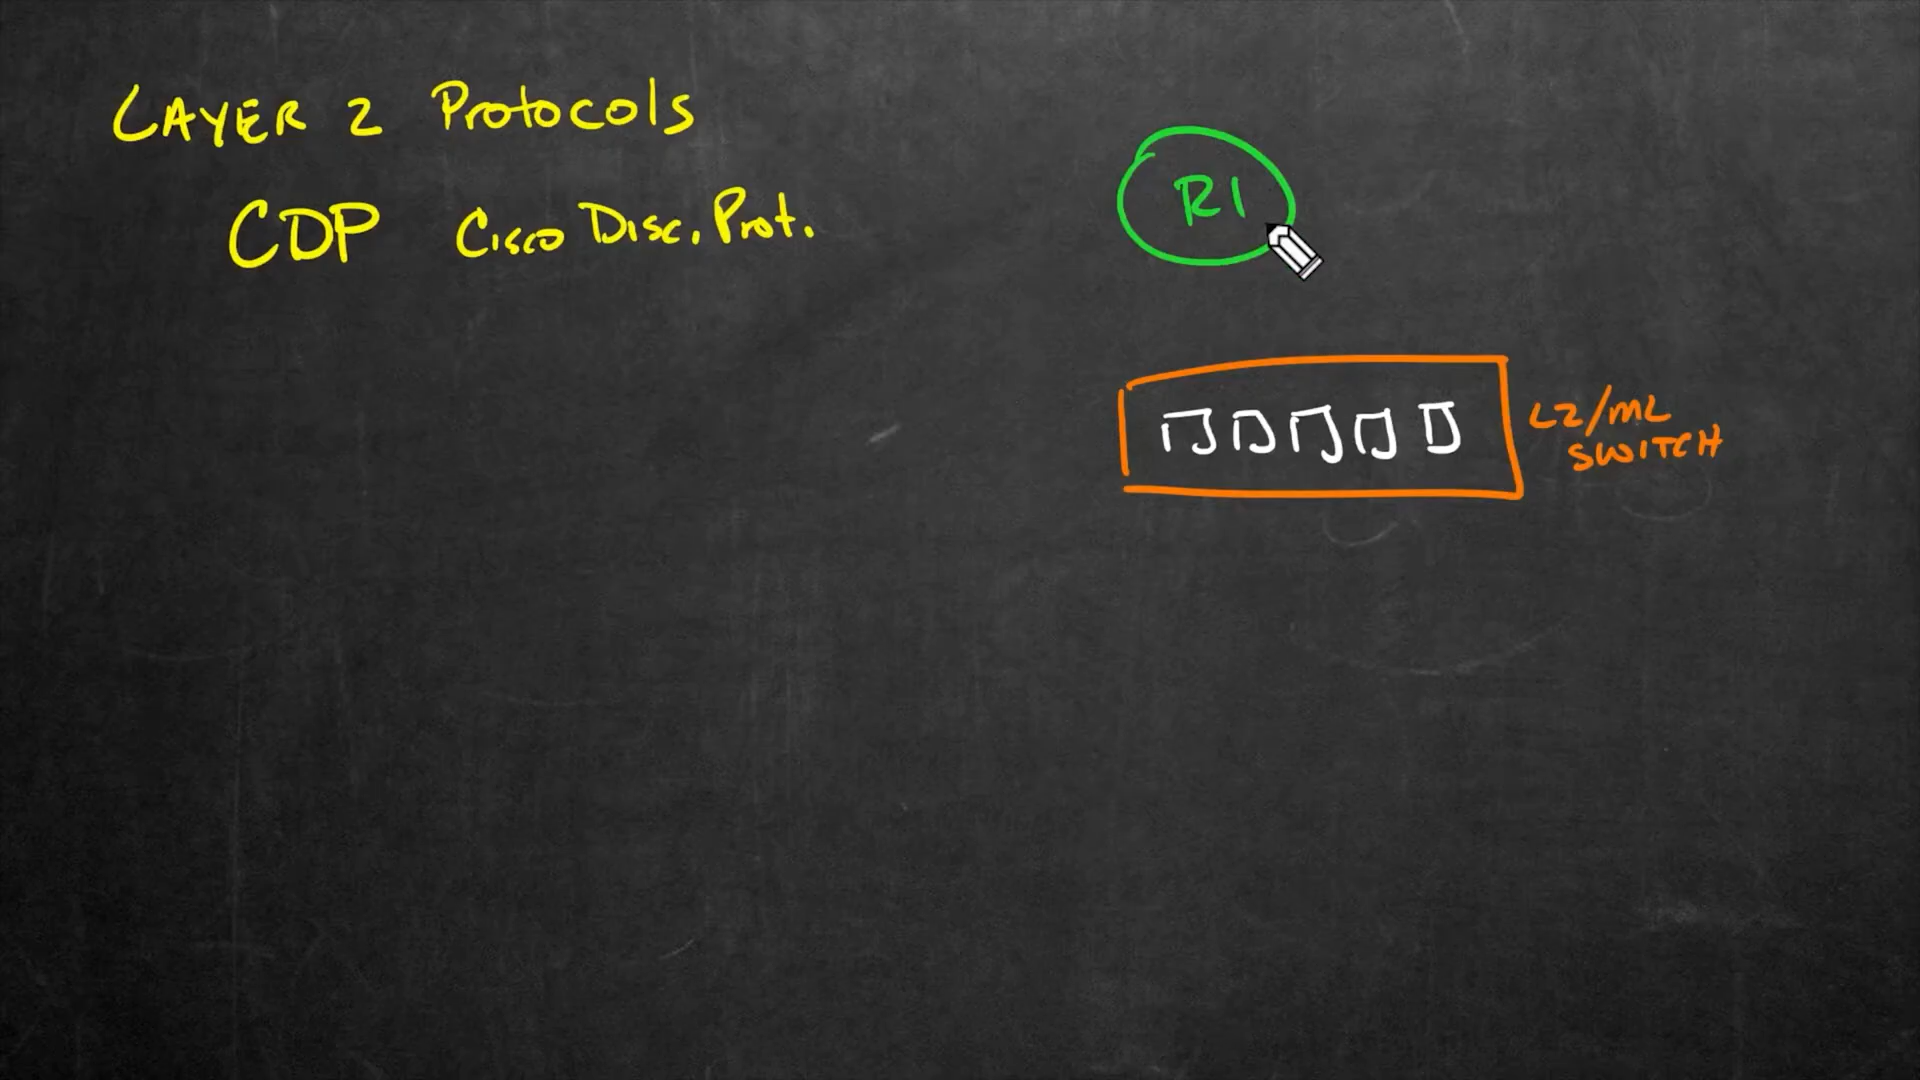 LAYER 2 Protocols
CDP Cisco Disc. Prot.
R1
L2/ML
SWITCH